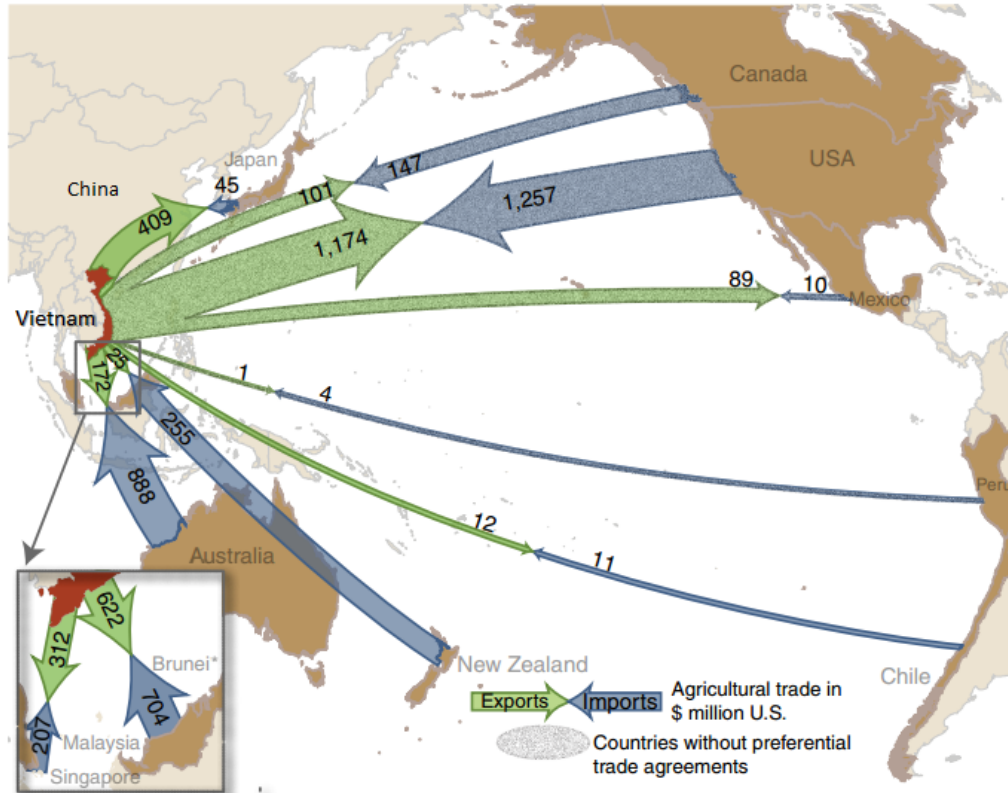 Canada
USA
Japan
China
147
45
101
409
1,257
1,174
89
10
Mexico
Vietnam
25
172
1
4
Peru
255
888
12
11
Australia
622
312
Brunei*
New Zealand
Chile
704
207
Malaysia
Singapore
Exports
Imports
Agricultural trade in
$ million U.S.
Countries without preferential
trade agreements